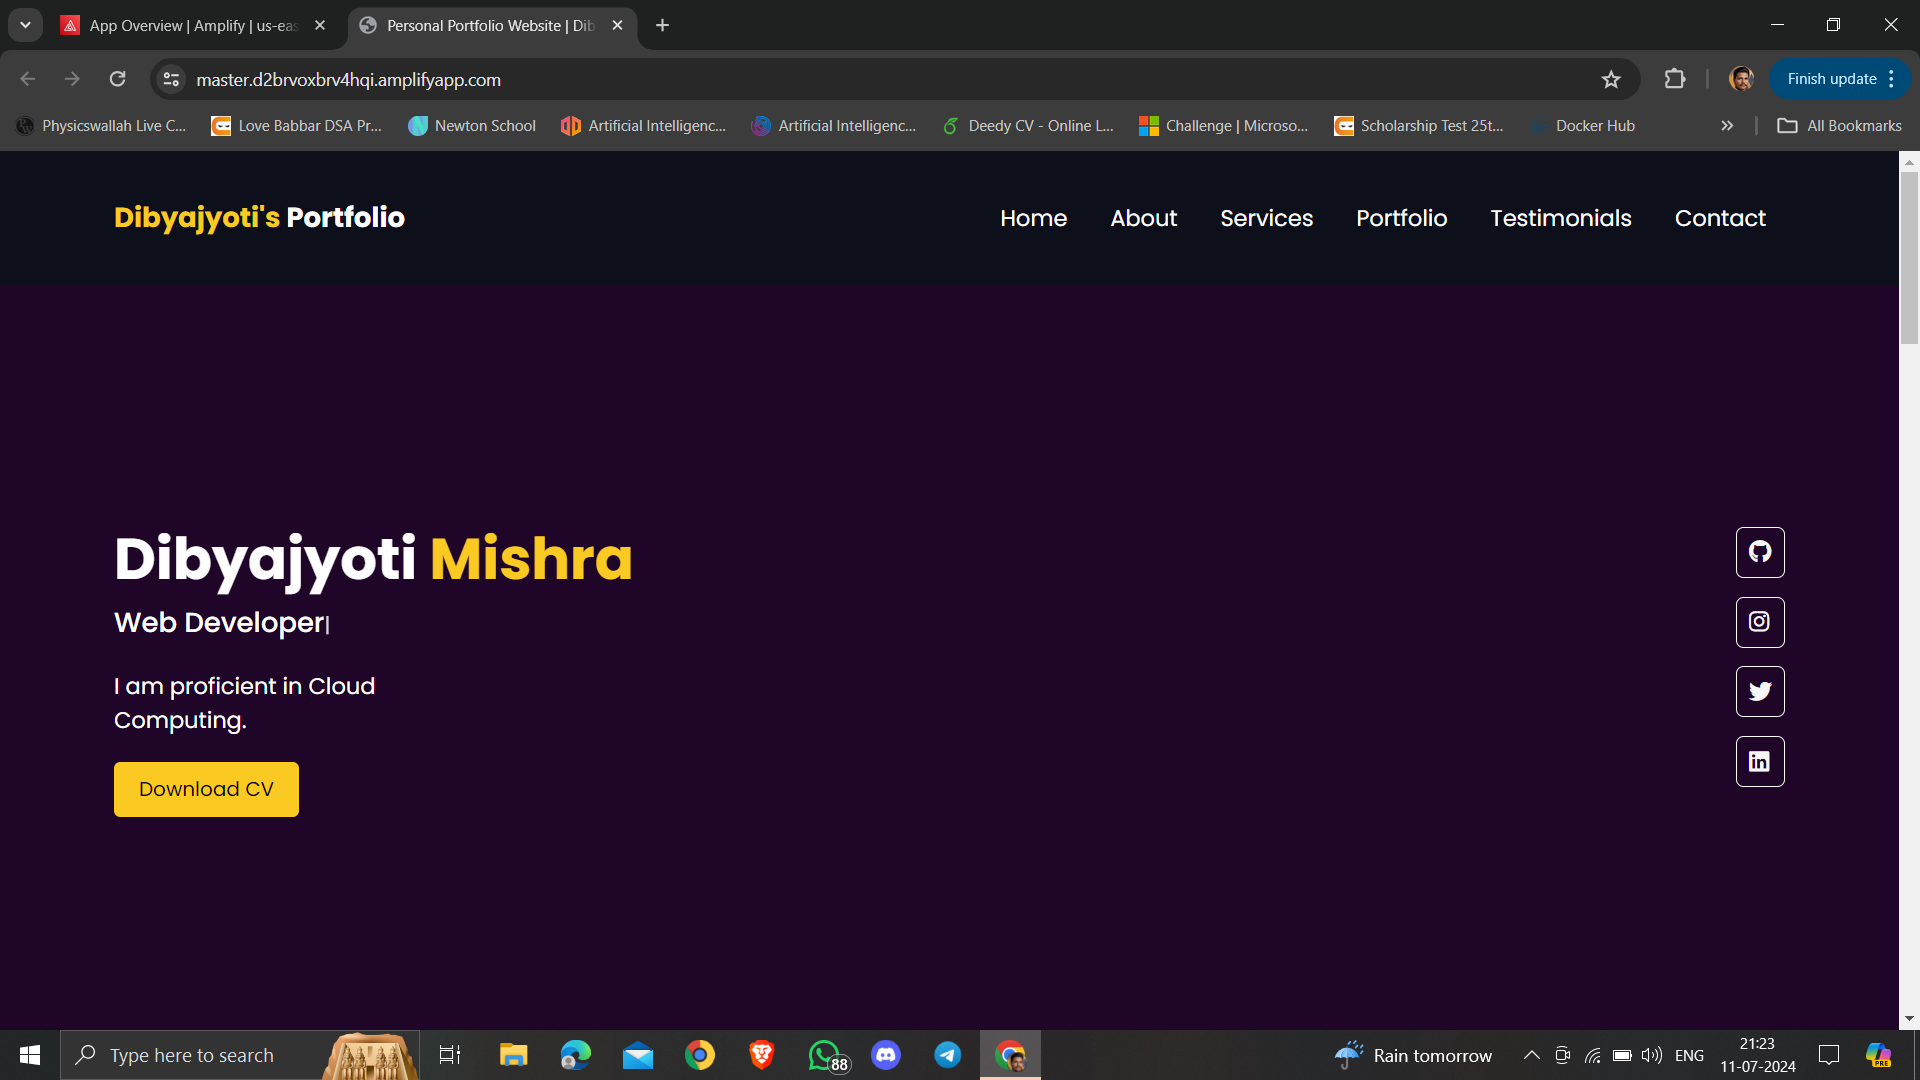 App Overview | Amplify | us-eas
Personal Portfolio Website | Dib
master.d2brvoxbrv4hqi.amplifyapp.com
Finish update
Physicswallah Live C...
Love Babbar DSA Pr...
Newton School
Artificial Intelligenc...
Artificial Intelligenc...
Deedy CV - Online L...
Challenge | Microso...
Scholarship Test 25t...
Docker Hub
All Bookmarks
Dibyajyoti's Portfolio
Home
About
Services
Portfolio
Testimonials
Contact
Dibyajyoti Mishra
Web Developer|
I am proficient in Cloud
Computing.
Download CV
in
Type here to search
88
Rain tomorrow
ENG
21:23
11-07-2024
PRE